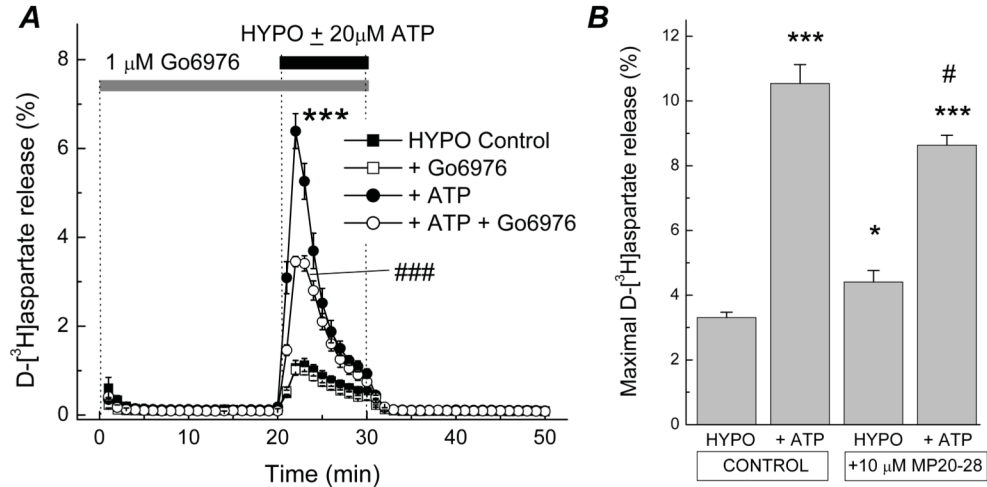 A
HYPO ± 20μM ATP
1 μM Go6976
***
HYPO Control
+ Go6976
+ ATP
+ ATP + Go6976
###
D-[³H]aspartate release (%)
8
6
4
2
0
0 10 20 30 40 50
Time (min)
B
***
#
***
*
Maximal D-[³H]aspartate release (%)
12
10
8
6
4
2
0
HYPO + ATP HYPO + ATP
CONTROL +10 μM MP20-28